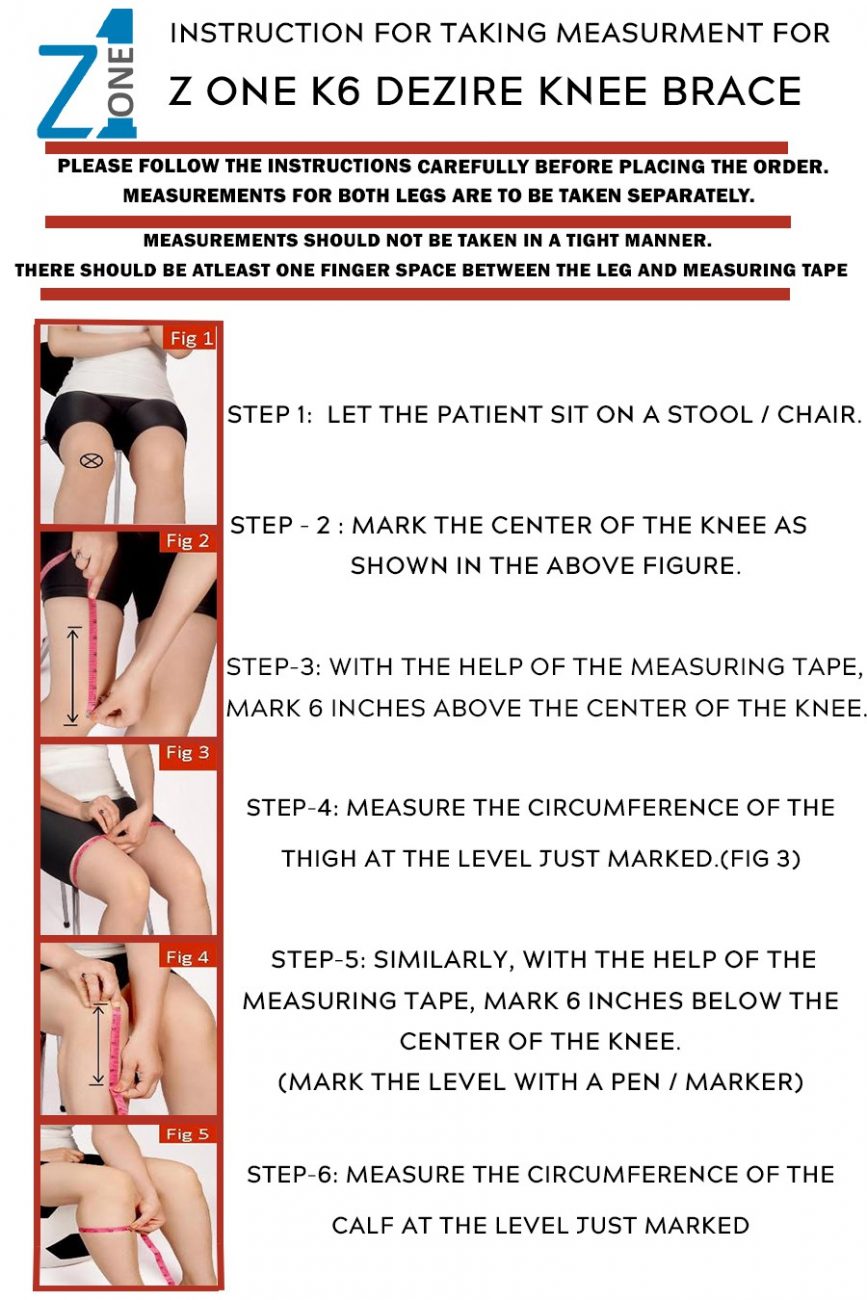 Z ONE 1
INSTRUCTION FOR TAKING MEASURMENT FOR
Z ONE K6 DEZIRE KNEE BRACE
PLEASE FOLLOW THE INSTRUCTIONS CAREFULLY BEFORE PLACING THE ORDER.
MEASUREMENTS FOR BOTH LEGS ARE TO BE TAKEN SEPARATELY.
MEASUREMENTS SHOULD NOT BE TAKEN IN A TIGHT MANNER.
THERE SHOULD BE ATLEAST ONE FINGER SPACE BETWEEN THE LEG AND MEASURING TAPE
Fig 1
STEP 1: LET THE PATIENT SIT ON A STOOL / CHAIR.
STEP - 2 : MARK THE CENTER OF THE KNEE AS
SHOWN IN THE ABOVE FIGURE.
Fig 2
STEP-3: WITH THE HELP OF THE MEASURING TAPE,
MARK 6 INCHES ABOVE THE CENTER OF THE KNEE.
Fig 3
STEP-4: MEASURE THE CIRCUMFERENCE OF THE
THIGH AT THE LEVEL JUST MARKED.(FIG 3)
Fig 4
STEP-5: SIMILARLY, WITH THE HELP OF THE
MEASURING TAPE, MARK 6 INCHES BELOW THE
CENTER OF THE KNEE.
(MARK THE LEVEL WITH A PEN / MARKER)
Fig 5
STEP-6: MEASURE THE CIRCUMFERENCE OF THE
CALF AT THE LEVEL JUST MARKED